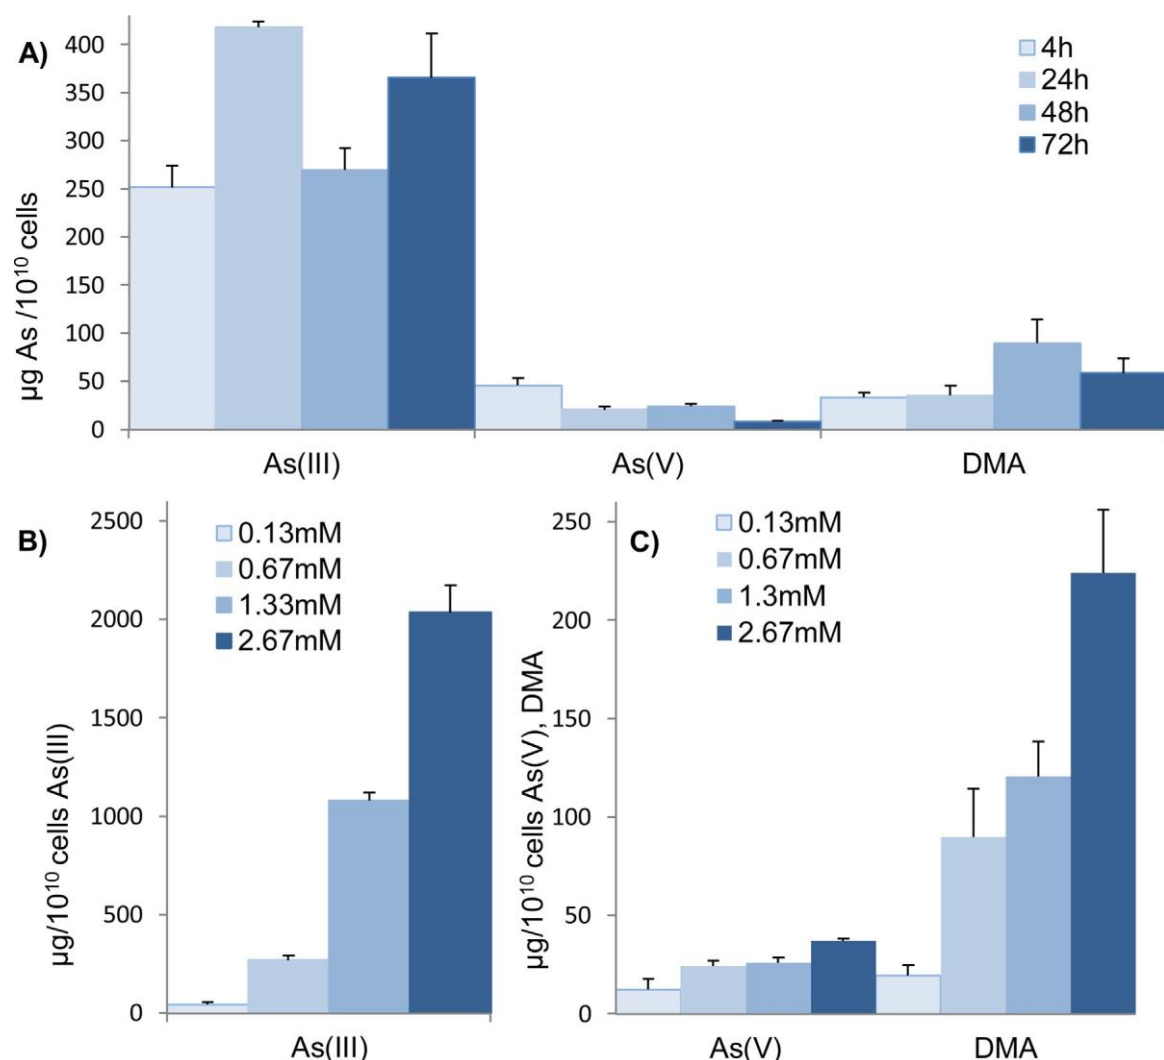 A)
400
350
300
250
200
150
100
50
0
µg As /10¹⁰ cells
4h
24h
48h
72h
As(III)
As(V)
DMA
B)
2500
2000
1500
1000
500
0
µg/10¹⁰ cells As(III)
0.13mM
0.67mM
1.33mM
2.67mM
As(III)
C)
250
200
150
100
50
0
µg/10¹⁰ cells As(V), DMA
0.13mM
0.67mM
1.3mM
2.67mM
As(V)
DMA